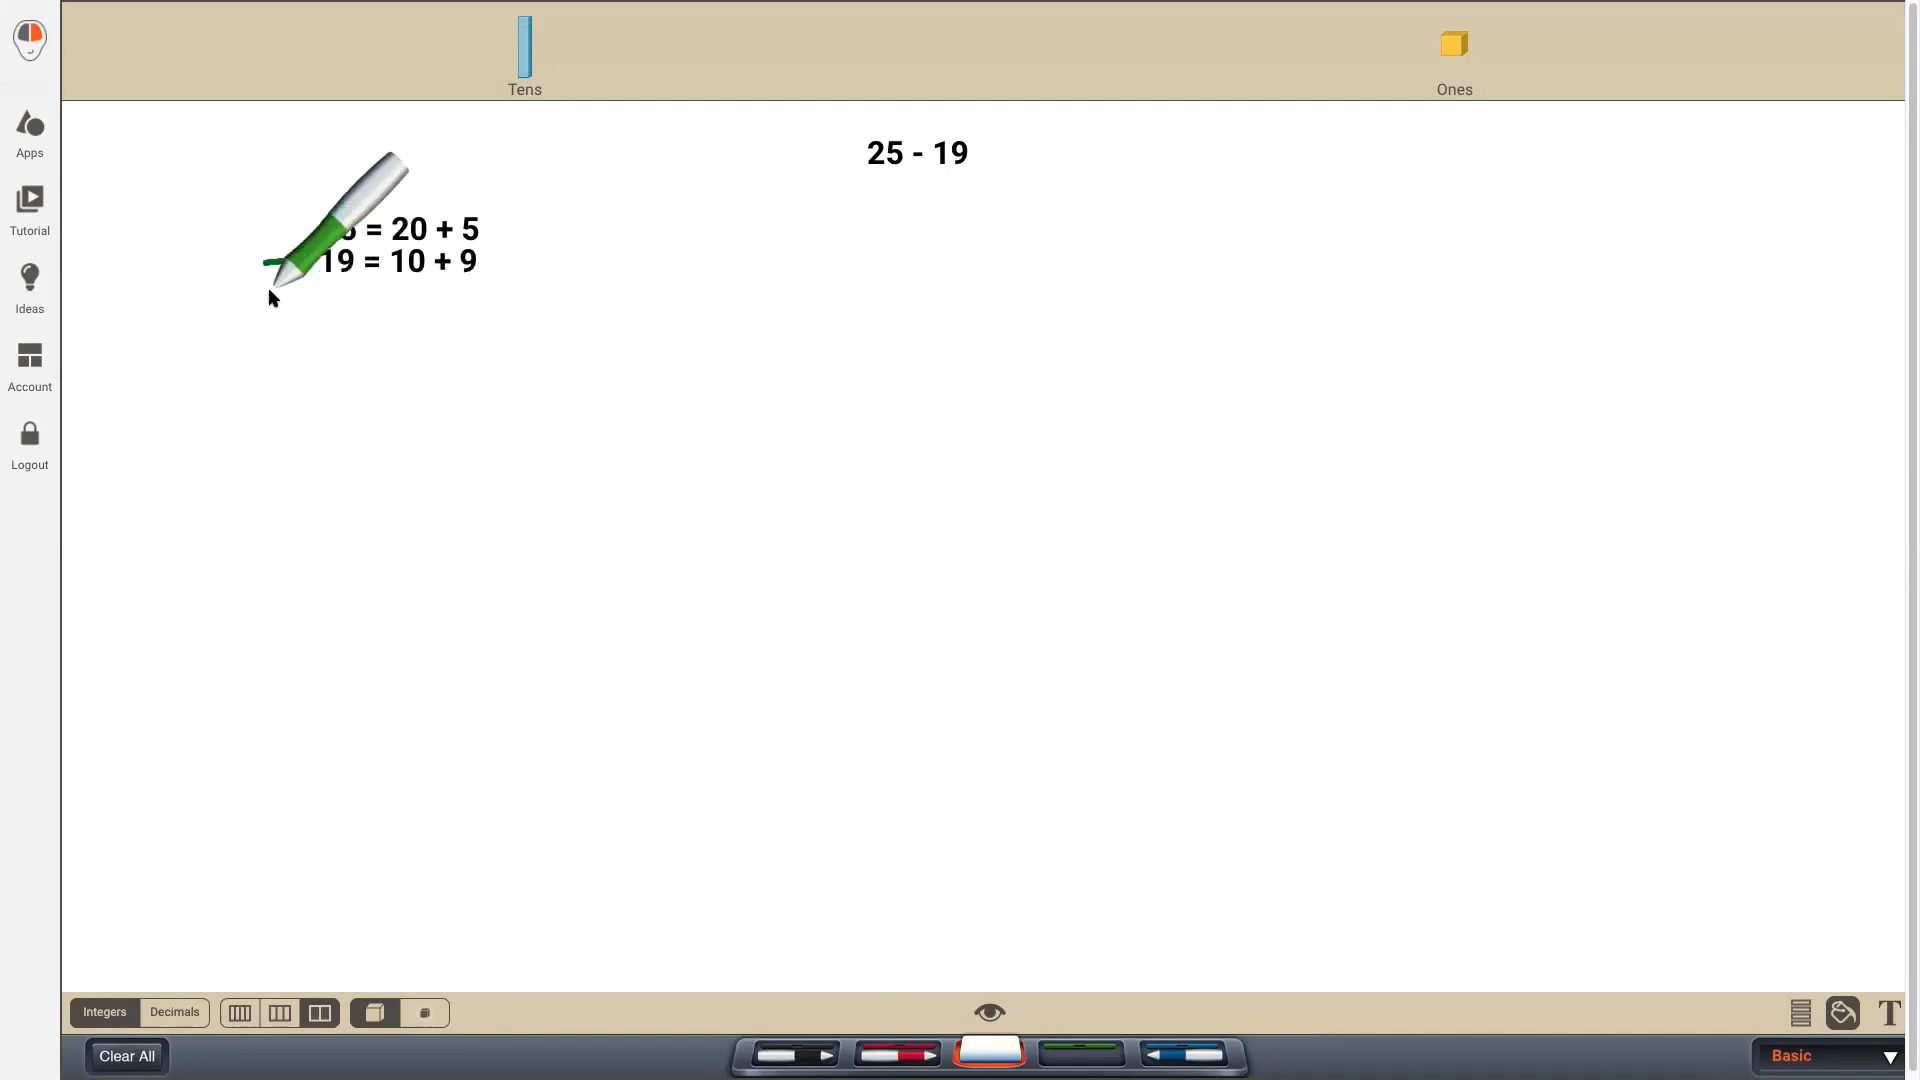 Tens
Ones
25 - 19
= 20 + 5
19 = 10 + 9
Apps
Tutorial
Ideas
Account
Logout
Integers
Decimals
T
Clear All
Basic